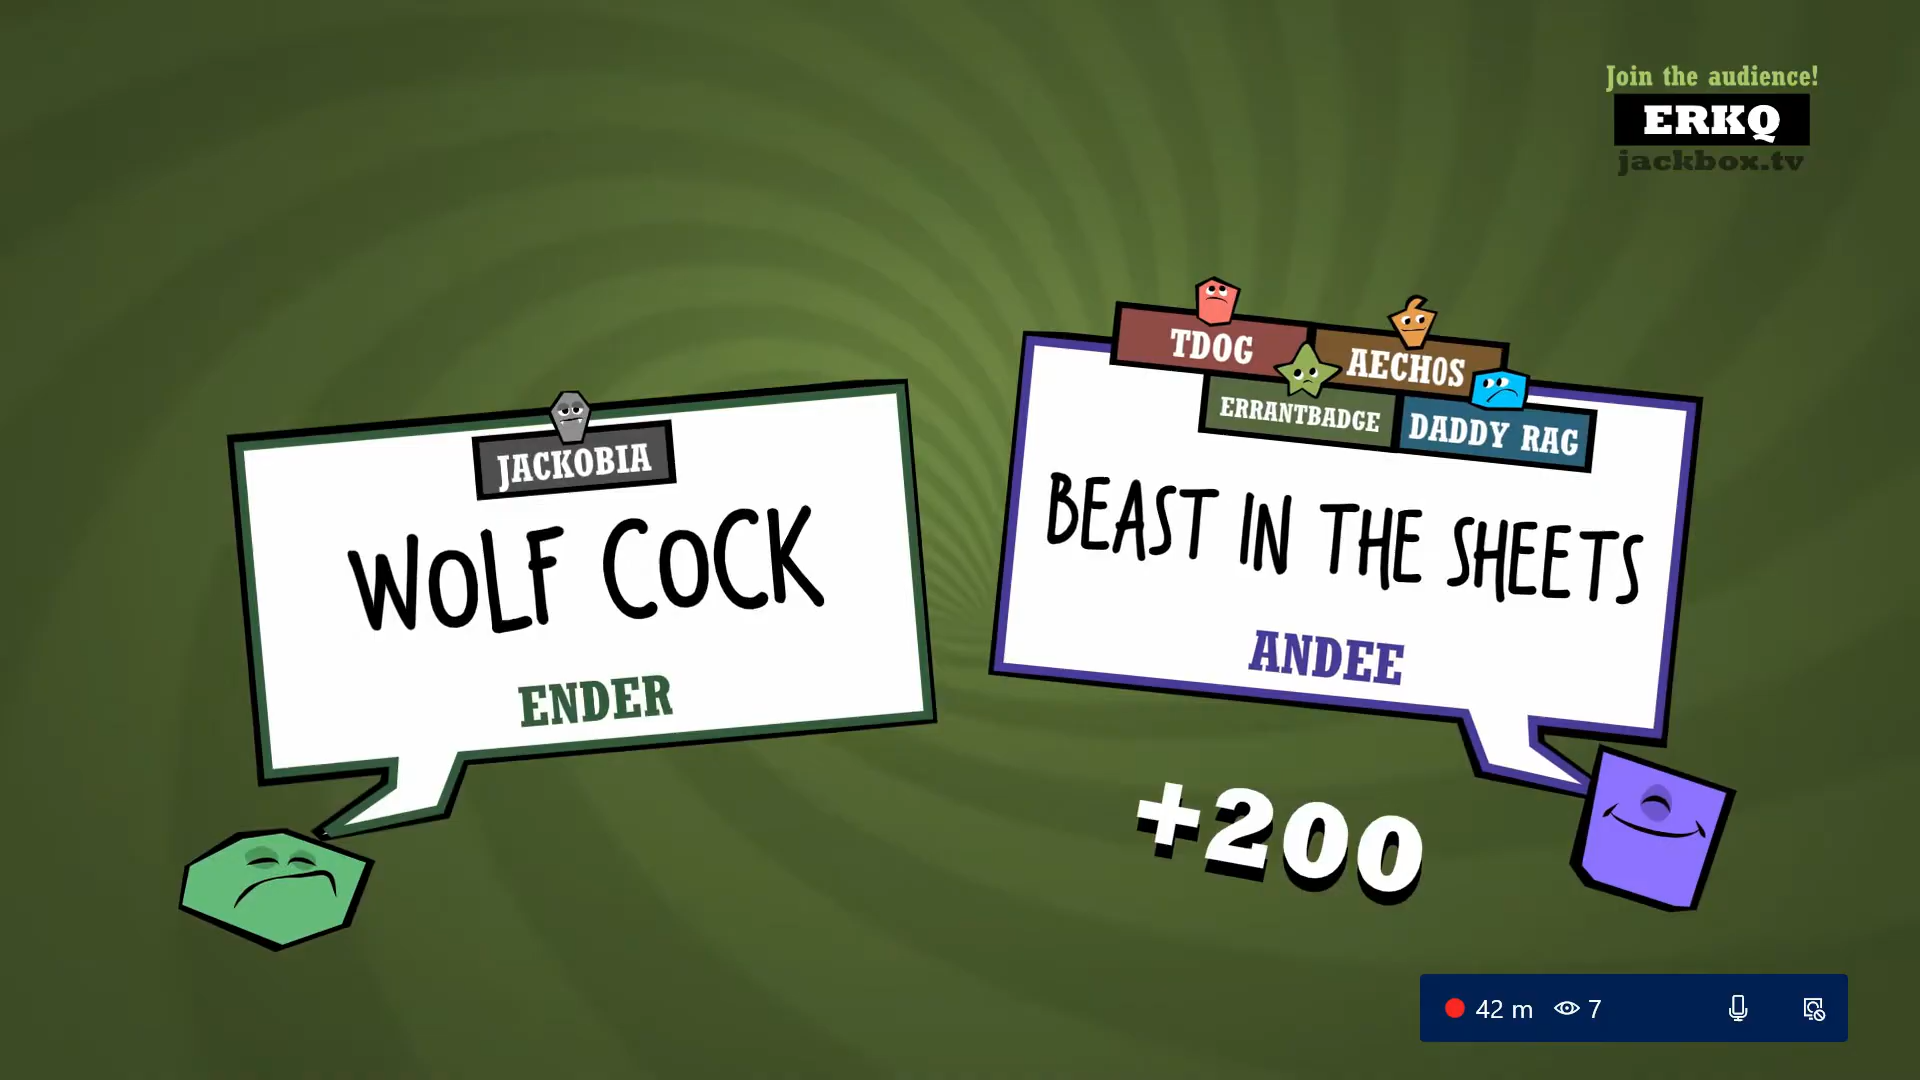 Join the audience!
ERKQ
jackbox.tv
TDOG
AECHOS
ERRANTBADGE
DADDY RAG
JACKOBIA
WOLF COCK
ENDER
BEAST IN THE SHEETS
ANDEE
+200
42 m 7